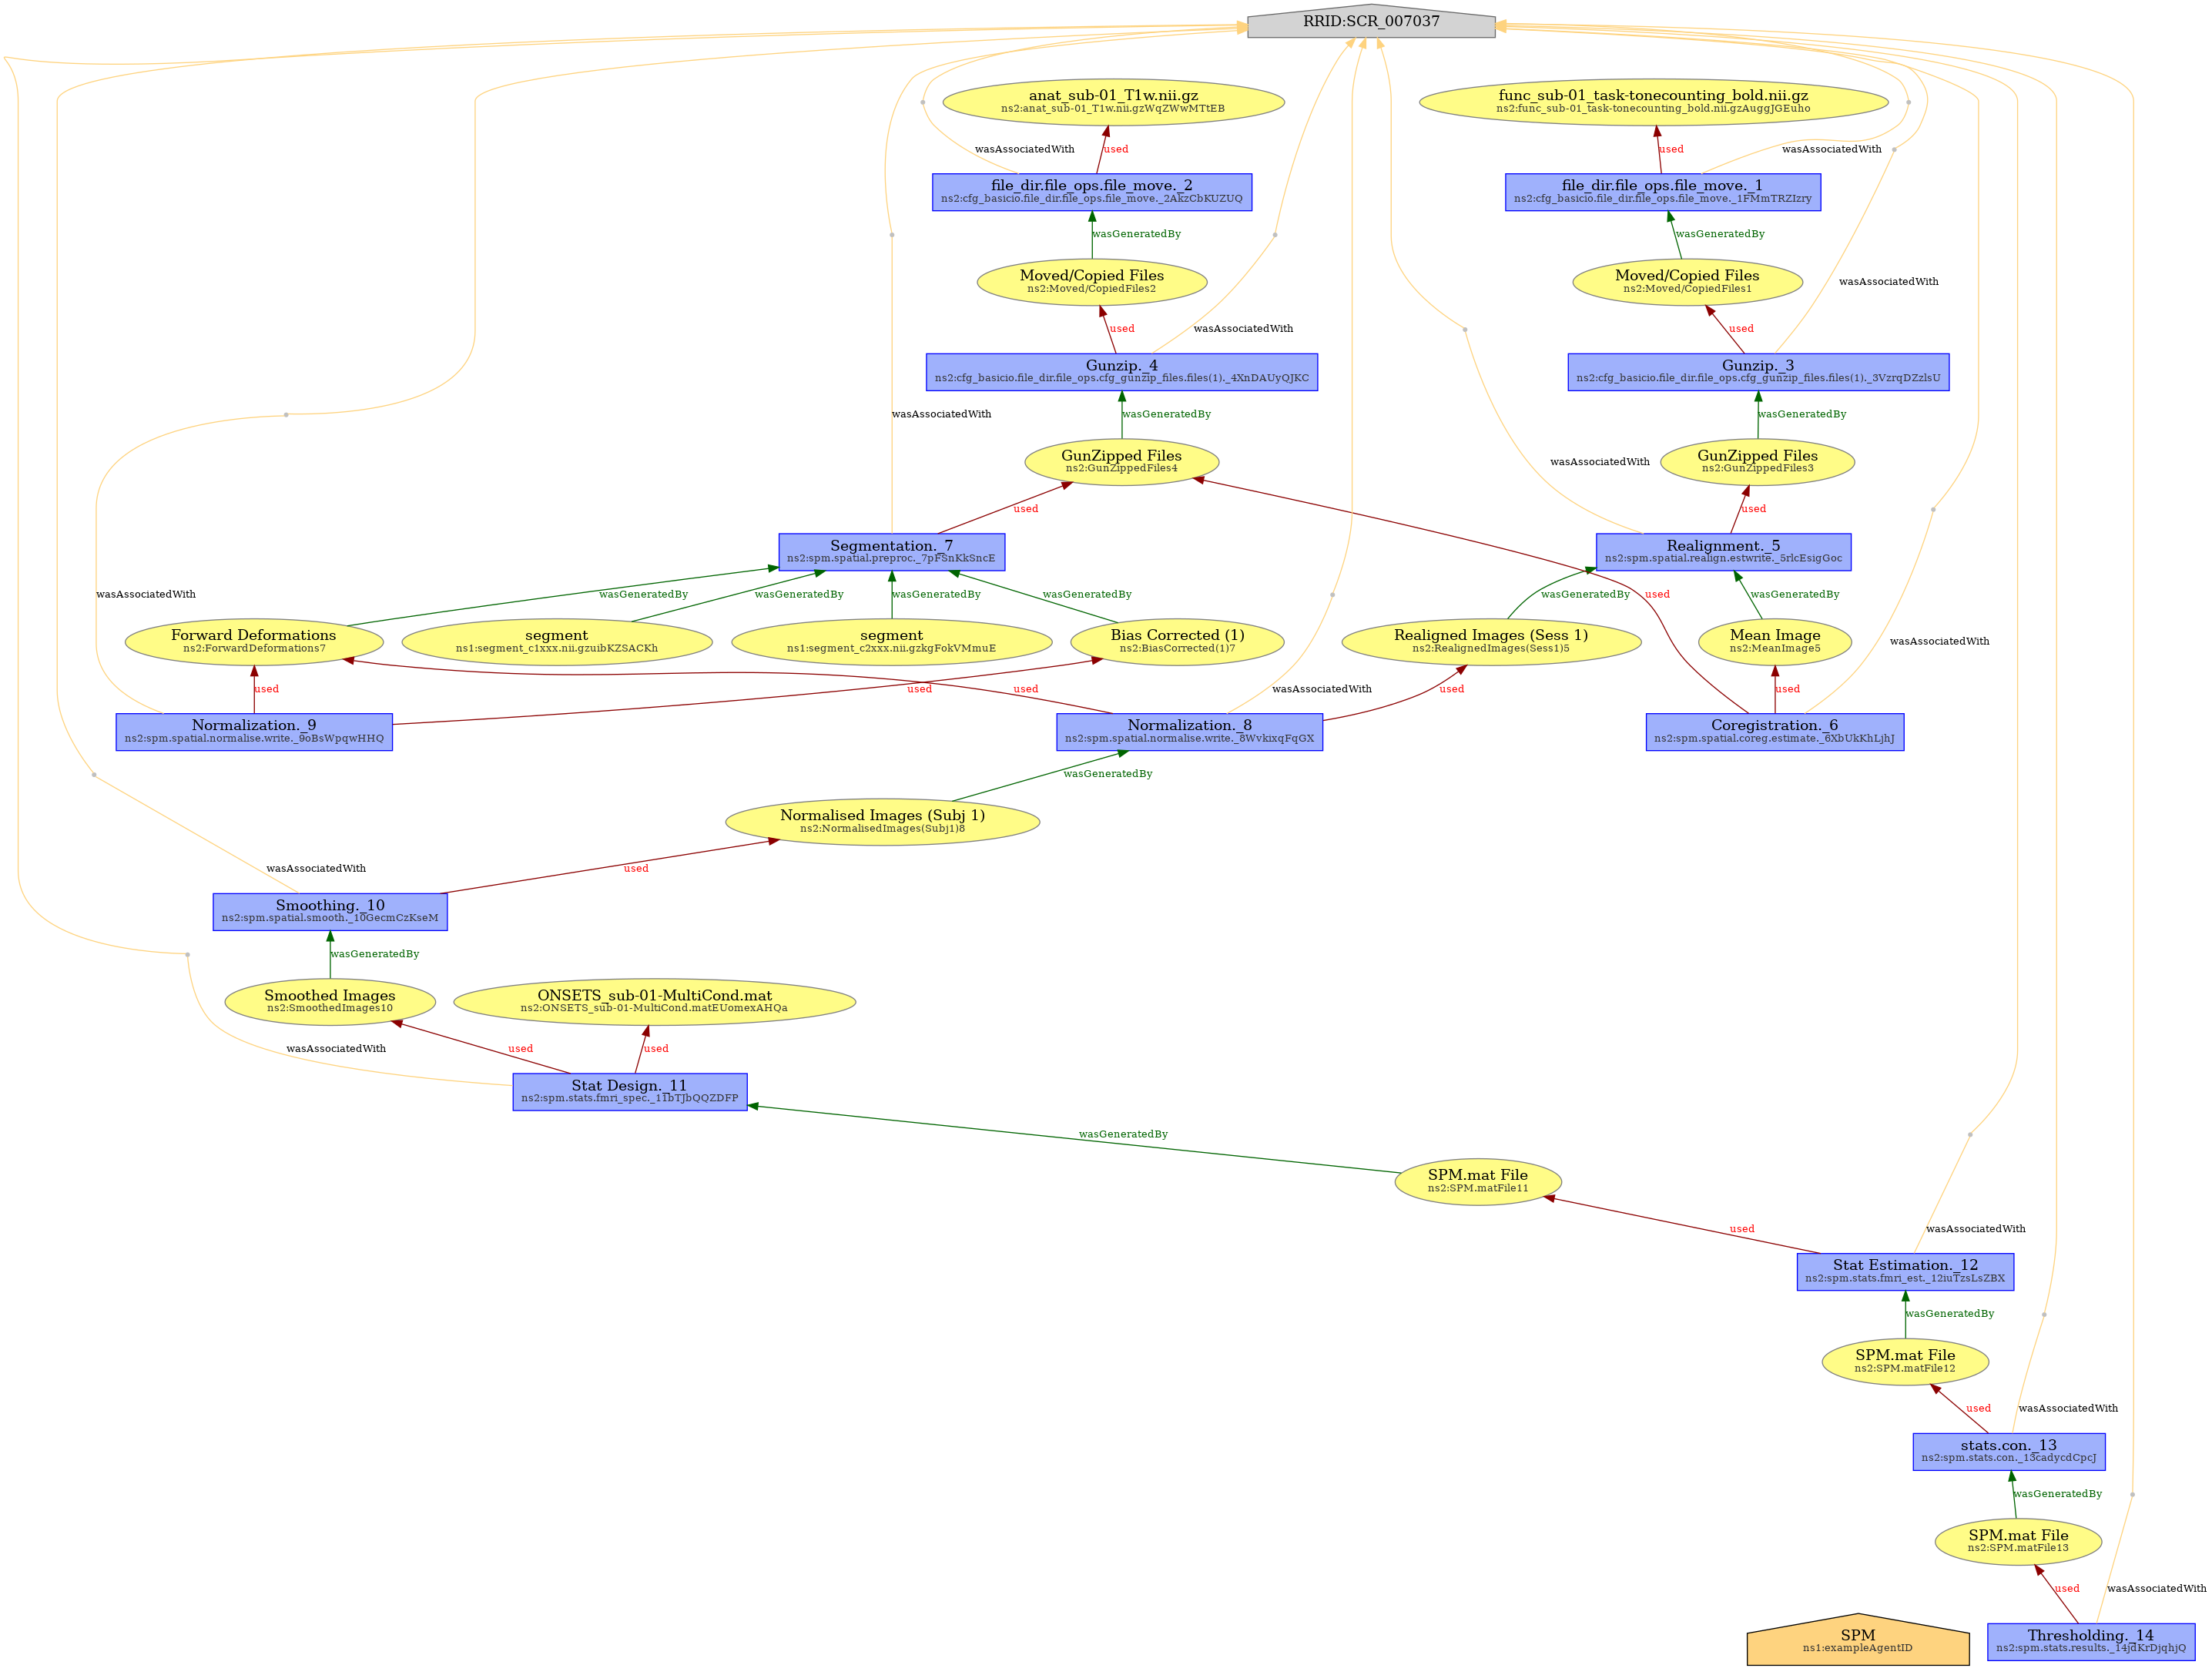 RRID:SCR_007037
anat_sub-01_T1w.nii.gz
ns2:anat_sub-01_T1w.nii.gzWqZWwMTtEB
func_sub-01_task-tonecounting_bold.nii.gz
ns2:func_sub-01_task-tonecounting_bold.nii.gzAuggJGEuho
wasAssociatedWith
used
used
wasAssociatedWith
file_dir.file_ops.file_move._2
ns2:cfg_basicio.file_dir.file_ops.file_move._2AkzCbKUZUQ
file_dir.file_ops.file_move._1
ns2:cfg_basicio.file_dir.file_ops.file_move._1FMmTRZIzry
wasGeneratedBy
wasGeneratedBy
Moved/Copied Files
ns2:Moved/CopiedFiles2
Moved/Copied Files
ns2:Moved/CopiedFiles1
wasAssociatedWith
used
wasAssociatedWith
used
Gunzip._4
ns2:cfg_basicio.file_dir.file_ops.cfg_gunzip_files.files(1)._4XnDAUyQJKC
Gunzip._3
ns2:cfg_basicio.file_dir.file_ops.cfg_gunzip_files.files(1)._3VzrqDZzlsU
wasAssociatedWith
wasGeneratedBy
wasGeneratedBy
GunZipped Files
ns2:GunZippedFiles4
GunZipped Files
ns2:GunZippedFiles3
wasAssociatedWith
used
used
Segmentation._7
ns2:spm.spatial.preproc._7pFSnKkSncE
Realignment._5
ns2:spm.spatial.realign.estwrite._5rlcEsigGoc
wasAssociatedWith
wasGeneratedBy
wasGeneratedBy
wasGeneratedBy
wasGeneratedBy
wasGeneratedBy
used
wasGeneratedBy
Forward Deformations
ns2:ForwardDeformations7
segment
ns1:segment_c1xxx.nii.gzuibKZSACKh
segment
ns1:segment_c2xxx.nii.gzkgFokVMmuE
Bias Corrected (1)
ns2:BiasCorrected(1)7
Realigned Images (Sess 1)
ns2:RealignedImages(Sess1)5
Mean Image
ns2:MeanImage5
wasAssociatedWith
used
used
used
wasAssociatedWith
used
used
Normalization._9
ns2:spm.spatial.normalise.write._9oBsWpqwHHQ
Normalization._8
ns2:spm.spatial.normalise.write._8WvkixqFqGX
Coregistration._6
ns2:spm.spatial.coreg.estimate._6XbUkKhLjhJ
wasGeneratedBy
Normalised Images (Subj 1)
ns2:NormalisedImages(Subj1)8
wasAssociatedWith
used
Smoothing._10
ns2:spm.spatial.smooth._10GecmCzKseM
wasGeneratedBy
Smoothed Images
ns2:SmoothedImages10
ONSETS_sub-01-MultiCond.mat
ns2:ONSETS_sub-01-MultiCond.matEUomexAHQa
wasAssociatedWith
used
used
Stat Design._11
ns2:spm.stats.fmri_spec._11bTJbQQZDFP
wasGeneratedBy
SPM.mat File
ns2:SPM.matFile11
used
wasAssociatedWith
Stat Estimation._12
ns2:spm.stats.fmri_est._12iuTzsLsZBX
wasGeneratedBy
SPM.mat File
ns2:SPM.matFile12
used
wasAssociatedWith
stats.con._13
ns2:spm.stats.con._13cadycdCpcJ
wasGeneratedBy
SPM.mat File
ns2:SPM.matFile13
used
wasAssociatedWith
SPM
ns1:exampleAgentID
Thresholding._14
ns2:spm.stats.results._14jdKrDjqhjQ